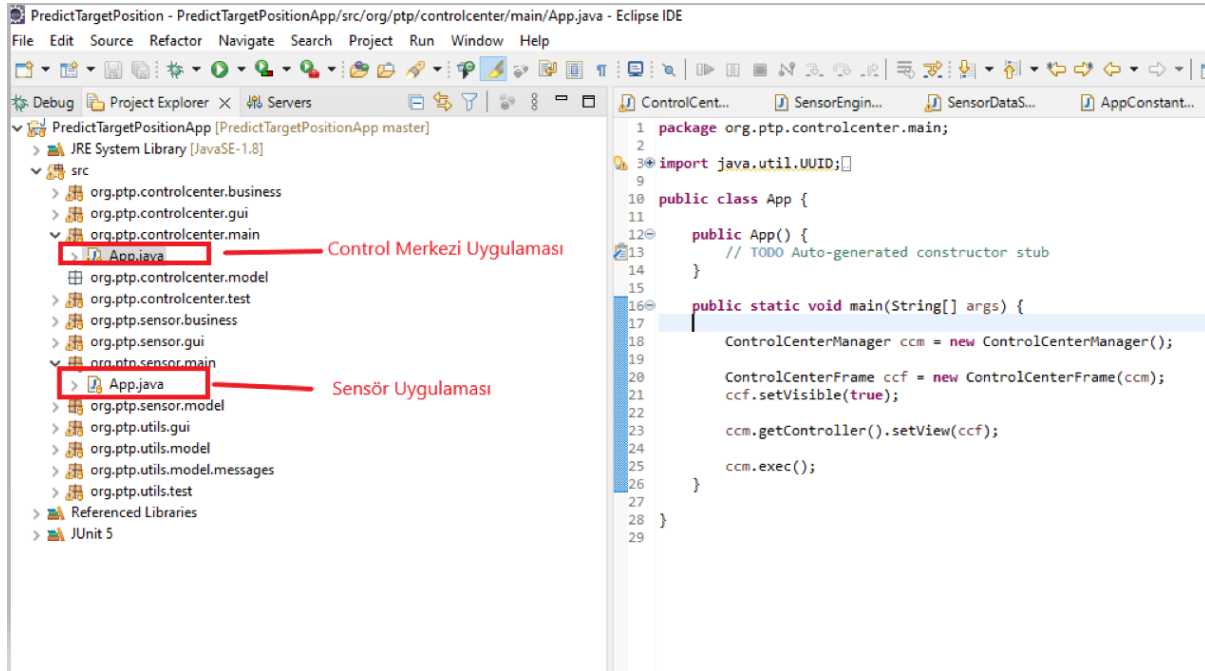 PredictTargetPosition - PredictTargetPositionApp/src/org/ptp/controlcenter/main/App.java - Eclipse IDE
File Edit Source Refactor Navigate Search Project Run Window Help
Debug Project Explorer Servers
PredictTargetPositionApp [PredictTargetPositionApp master]
JRE System Library [JavaSE-1.8]
src
org.ptp.controlcenter.business
org.ptp.controlcenter.gui
org.ptp.controlcenter.main
App.java
Control Merkezi Uygulaması
org.ptp.controlcenter.model
org.ptp.controlcenter.test
org.ptp.sensor.business
org.ptp.sensor.gui
org.ptp.sensor.main
App.java
Sensör Uygulaması
org.ptp.sensor.model
org.ptp.utils.gui
org.ptp.utils.model
org.ptp.utils.model.messages
org.ptp.utils.test
Referenced Libraries
JUnit 5
ControlCent... SensorEngin... SensorDataS... AppConstant...
1 package org.ptp.controlcenter.main;
2
3 import java.util.UUID;
9
10 public class App {
11
12 public App() {
13 // TODO Auto-generated constructor stub
14 }
15
16 public static void main(String[] args) {
17
18 ControlCenterManager ccm = new ControlCenterManager();
19
20 ControlCenterFrame ccf = new ControlCenterFrame(ccm);
21 ccf.setVisible(true);
22
23 ccm.getController().setView(ccf);
24
25 ccm.exec();
26 }
27
28 }
29